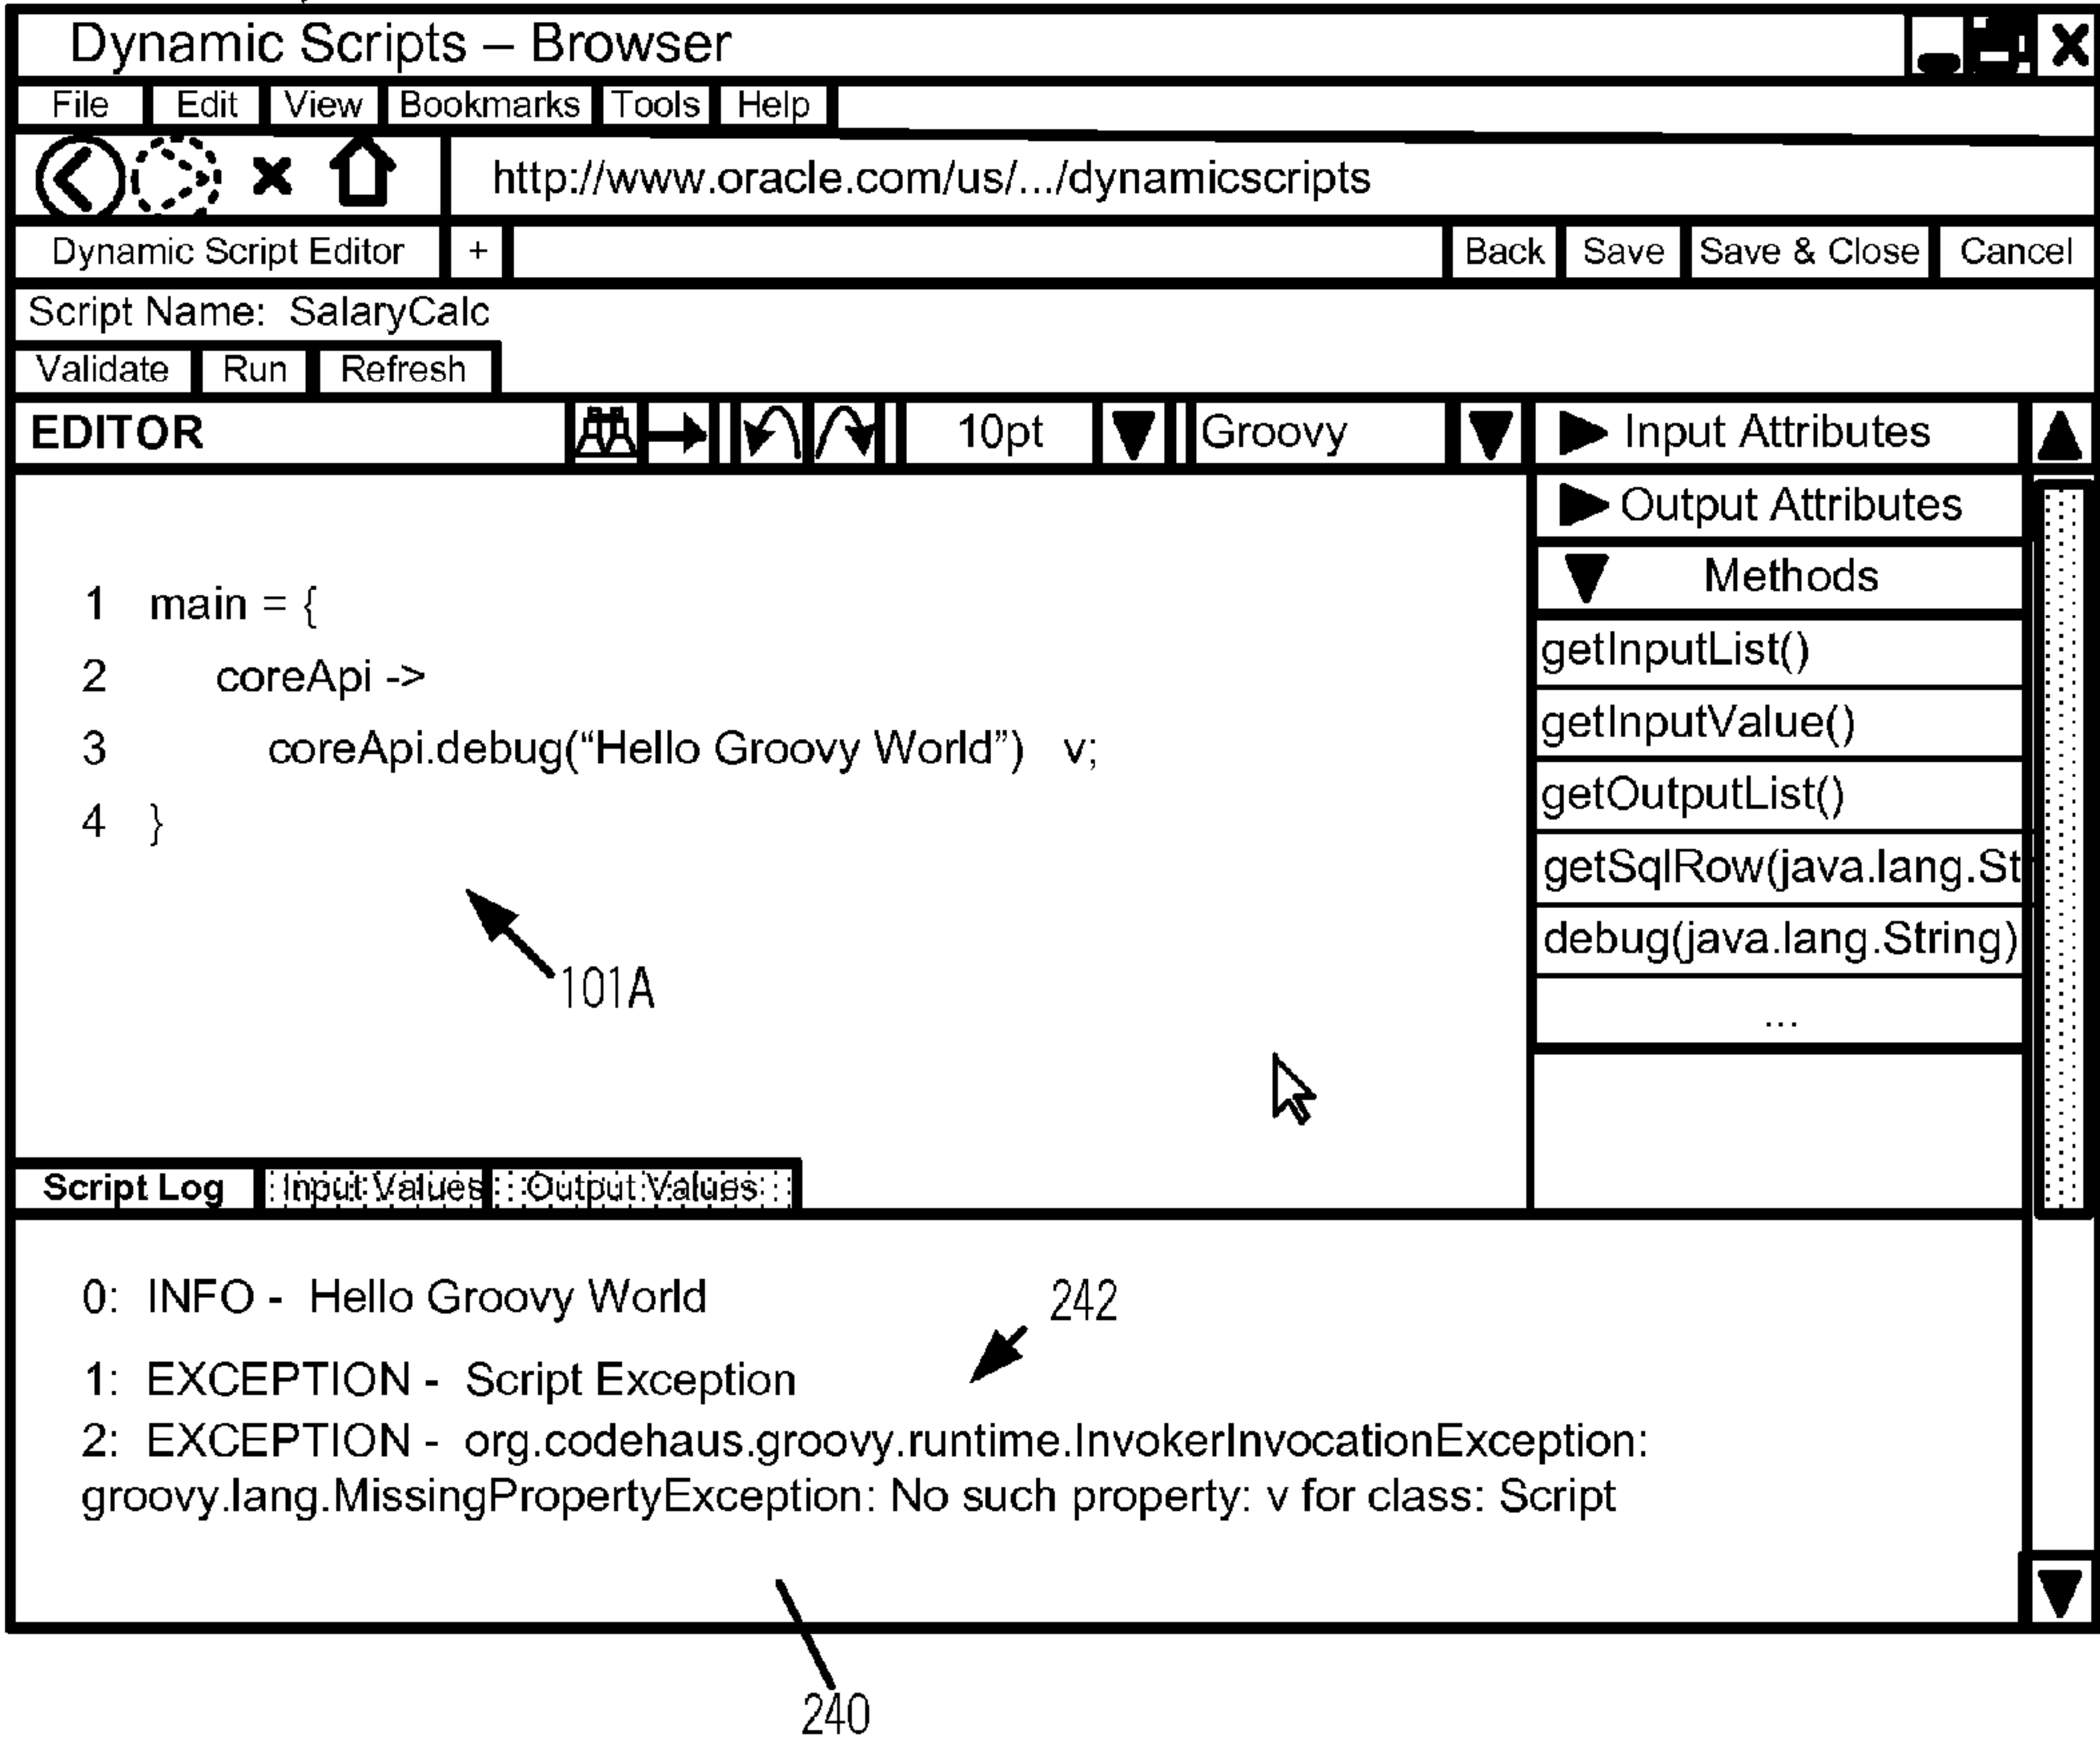 Dynamic Scripts – Browser
File Edit View Bookmarks Tools Help
http://www.oracle.com/us/.../dynamicscripts
Dynamic Script Editor + Back Save Save & Close Cancel
Script Name: SalaryCalc
Validate Run Refresh
EDITOR 10pt Groovy Input Attributes
Output Attributes
Methods
1 main = {
getInputList()
2 coreApi ->
getInputValue()
3 coreApi.debug(“Hello Groovy World”) v;
getOutputList()
4 }
getSqlRow(java.lang.St
debug(java.lang.String)
101A
...
Script Log Input Values Output Values
0: INFO - Hello Groovy World
242
1: EXCEPTION - Script Exception
2: EXCEPTION - org.codehaus.groovy.runtime.InvokerInvocationException:
groovy.lang.MissingPropertyException: No such property: v for class: Script
240